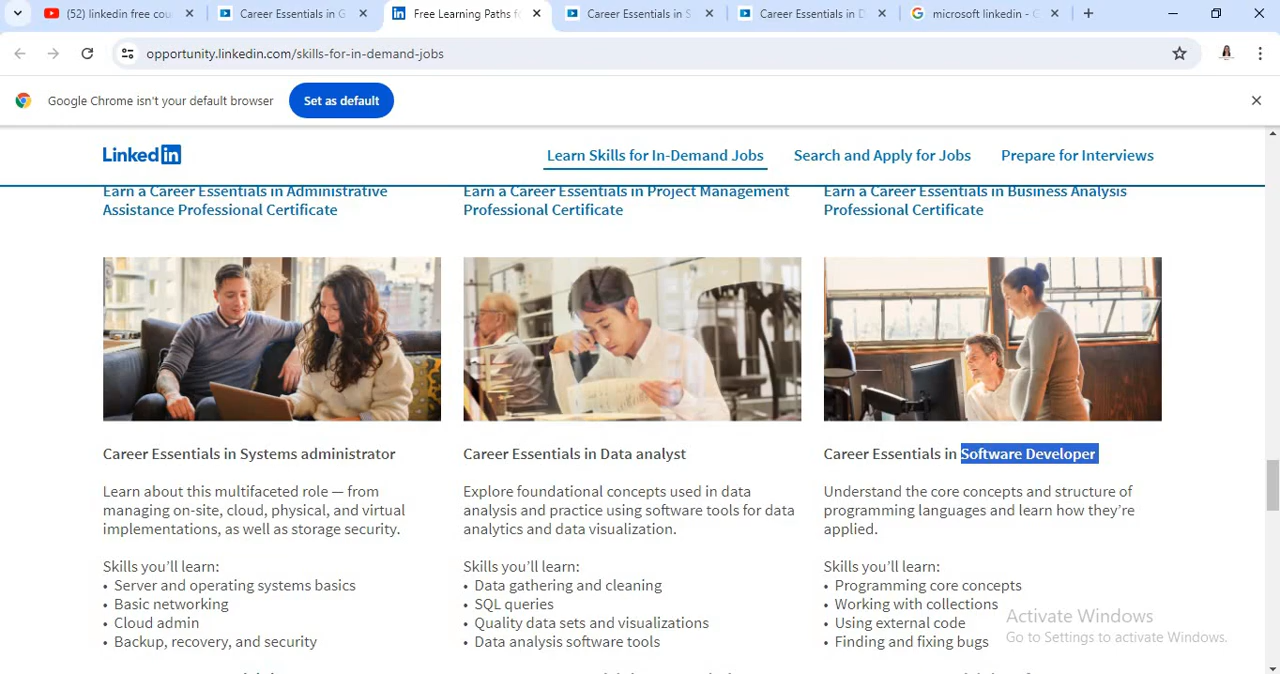 (52) linkedin free cou
Career Essentials in G
Free Learning Paths fo
Career Essentials in S
Career Essentials in D
microsoft linkedin - G
opportunity.linkedin.com/skills-for-in-demand-jobs
Google Chrome isn't your default browser
Set as default
Linked in
Learn Skills for In-Demand Jobs
Search and Apply for Jobs
Prepare for Interviews
Earn a Career Essentials in Administrative
Assistance Professional Certificate
Earn a Career Essentials in Project Management
Professional Certificate
Earn a Career Essentials in Business Analysis
Professional Certificate
Career Essentials in Systems administrator
Learn about this multifaceted role — from
managing on-site, cloud, physical, and virtual
implementations, as well as storage security.
Skills you'll learn:
• Server and operating systems basics
• Basic networking
• Cloud admin
• Backup, recovery, and security
Career Essentials in Data analyst
Explore foundational concepts used in data
analysis and practice using software tools for data
analytics and data visualization.
Skills you'll learn:
• Data gathering and cleaning
• SQL queries
• Quality data sets and visualizations
• Data analysis software tools
Career Essentials in Software Developer
Understand the core concepts and structure of
programming languages and learn how they're
applied.
Skills you'll learn:
• Programming core concepts
• Working with collections
• Using external code
• Finding and fixing bugs
Activate Windows
Go to Settings to activate Windows.